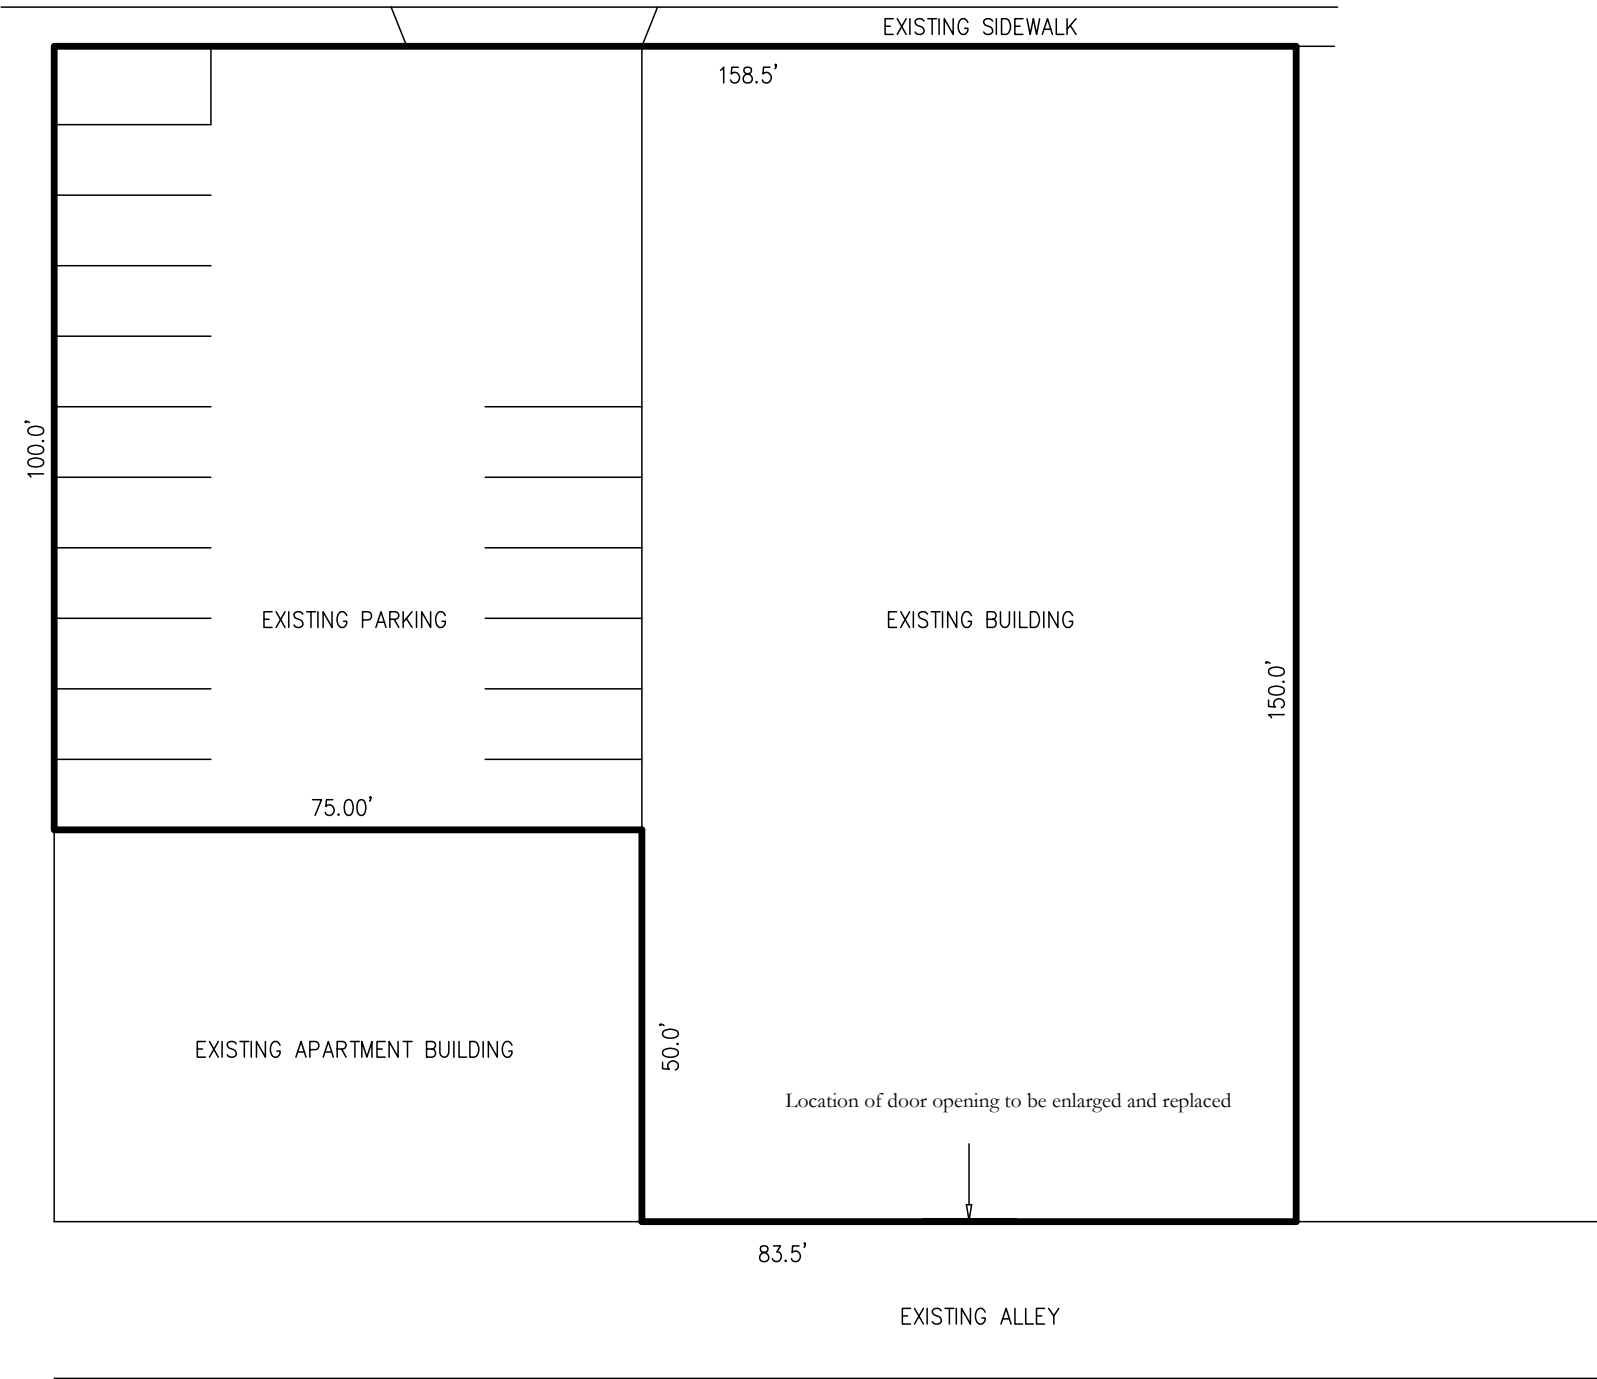 EXISTING SIDEWALK
158.5'
100.0'
EXISTING PARKING
EXISTING BUILDING
150.0'
75.00'
EXISTING APARTMENT BUILDING
50.0'
Location of door opening to be enlarged and replaced
83.5'
EXISTING ALLEY